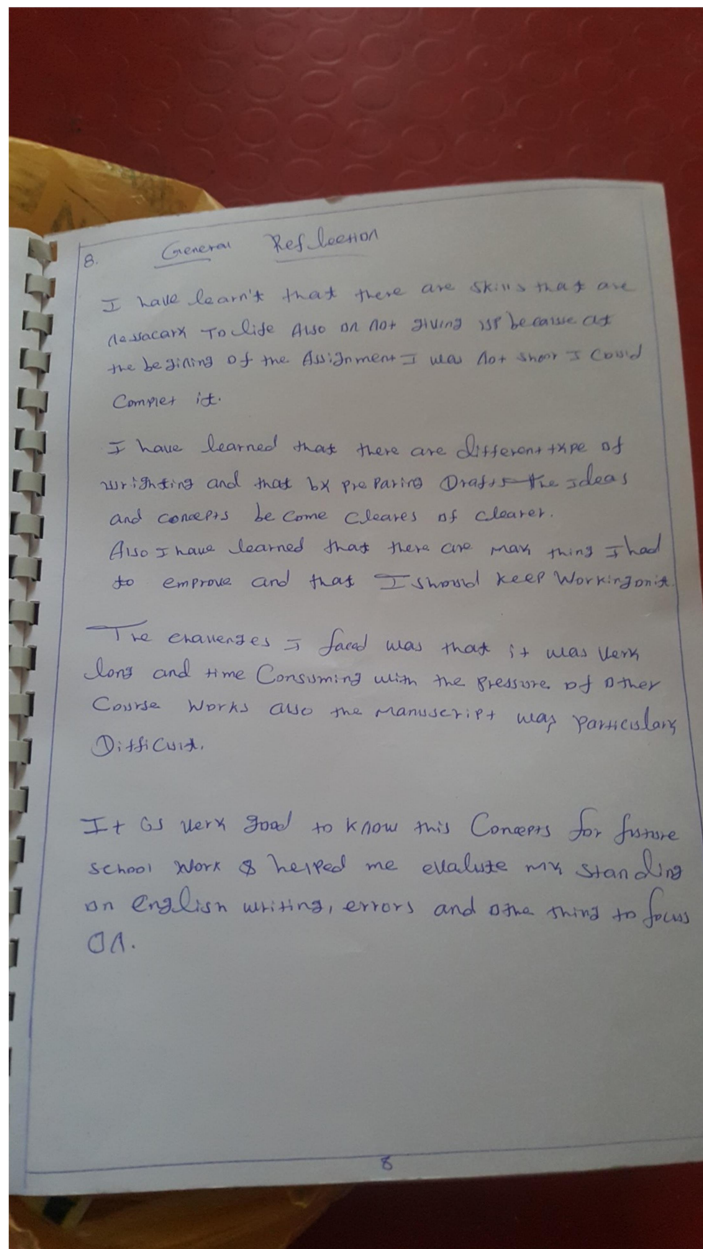 8. General Reflection
I have learn't that there are skills that are
nessacary To life Also on not giving up because at
the begining of the Assignment I was not shour I Could
Complet it.
I have learned that there are different type of
wrighting and that by preparing Drafts the ideas
and concepts become cleares of clearer.
Also I have learned that there are many thing I had
to emprove and that I should keep Working on it.
The challenges I faced was that it was very
long and time Consuming with the pressure of other
Course Works also the manuscript was particulary
Difficult.
It is very good to know this Concepts for future
school Work & helped me evalute my standing
on english writing, errors and othe thing to focus
on.
8